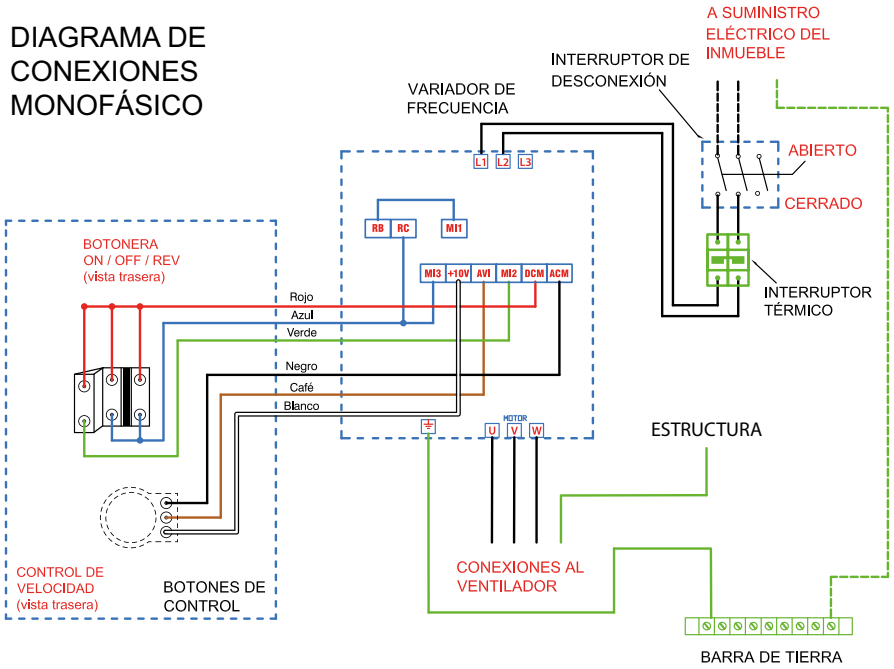 DIAGRAMA DE
CONEXIONES
MONOFÁSICO
A SUMINISTRO
ELÉCTRICO DEL
INMUEBLE
INTERRUPTOR DE
DESCONEXIÓN
VARIADOR DE
FRECUENCIA
ABIERTO
CERRADO
L1 L2 L3
RB RC MI1
MI3 +10V AVI MI2 DCM ACM
BOTONERA
ON / OFF / REV
(vista trasera)
INTERRUPTOR
TÉRMICO
Rojo
Azul
Verde
Negro
Café
Blanco
MOTOR
U V W
ESTRUCTURA
CONEXIONES AL
VENTILADOR
CONTROL DE
VELOCIDAD
(vista trasera)
BOTONES DE
CONTROL
BARRA DE TIERRA